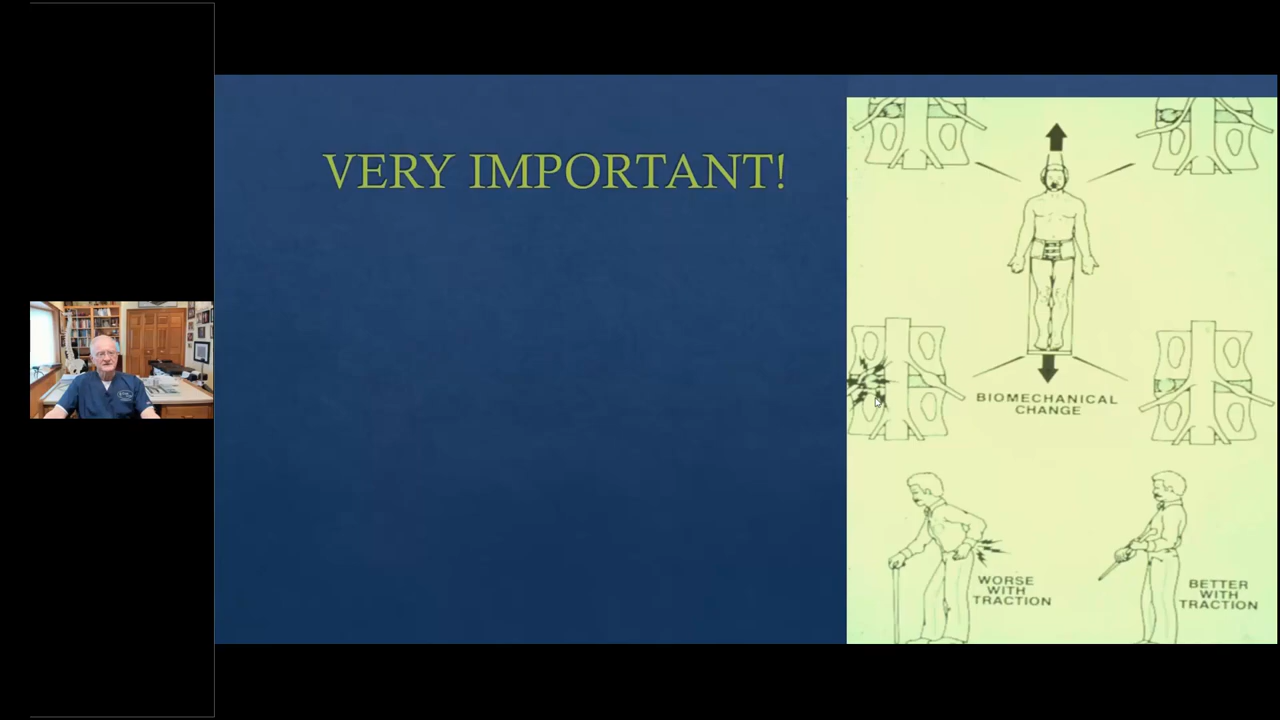 VERY IMPORTANT!
BIOMECHANICAL
CHANGE
WORSE
WITH
TRACTION
BETTER
WITH
TRACTION